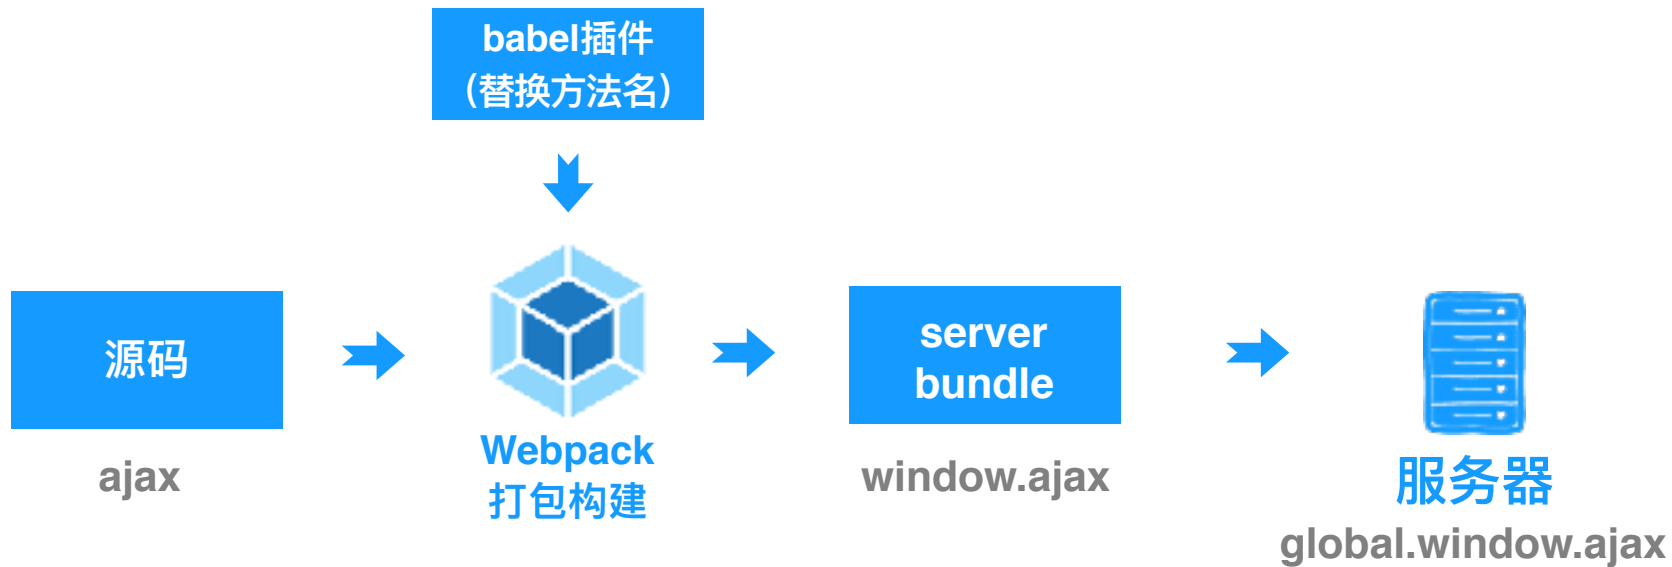 babel插件
（替换方法名）
源码
ajax
Webpack
打包构建
server
bundle
window.ajax
服务器
global.window.ajax